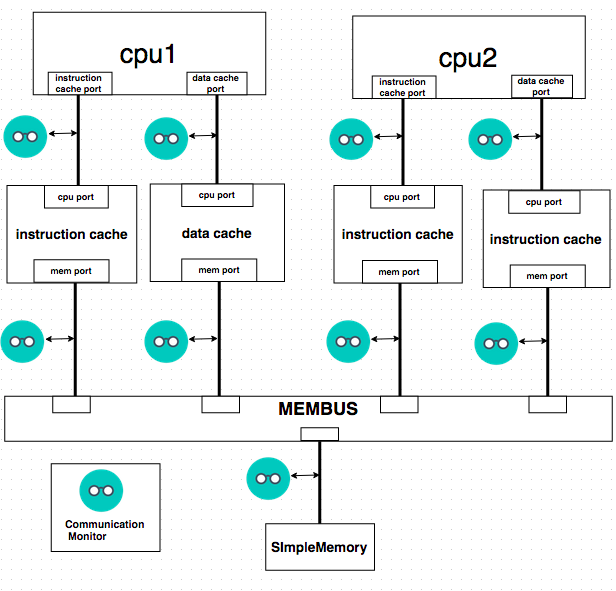 cpu1
cpu2
instruction
cache port
data cache
port
instruction
cache port
data cache
port
cpu port
cpu port
cpu port
cpu port
instruction cache
data cache
instruction cache
instruction cache
mem port
mem port
mem port
mem port
MEMBUS
Communication
Monitor
SImpleMemory